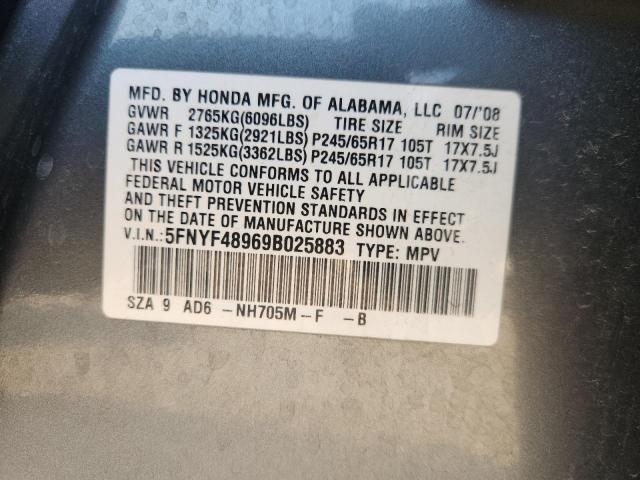 MFD. BY HONDA MFG. OF ALABAMA, LLC 07/'08
GVWR 2765KG(6096LBS) TIRE SIZE RIM SIZE
GAWR F 1325KG(2921LBS) P245/65R17 105T 17X7.5J
GAWR R 1525KG(3362LBS) P245/65R17 105T 17X7.5J
THIS VEHICLE CONFORMS TO ALL APPLICABLE
FEDERAL MOTOR VEHICLE SAFETY
AND THEFT PREVENTION STANDARDS IN EFFECT
ON THE DATE OF MANUFACTURE SHOWN ABOVE.
V.I.N.: 5FNYF48969B025883 TYPE: MPV
SZA 9 AD6 -NH705M-F -B